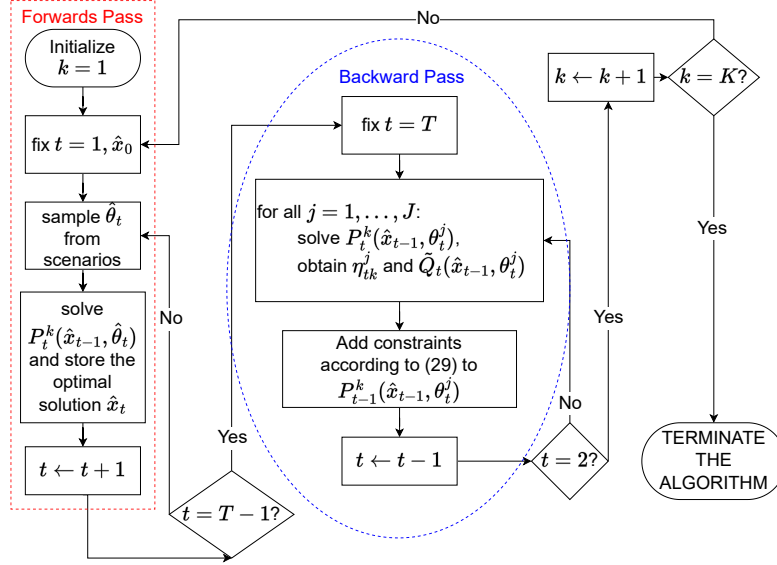 Forwards Pass
Initialize
k = 1
fix t = 1, x̂₀
sample θ̂ₜ
from
scenarios
solve
Pₜᵏ(x̂ₜ₋₁, θ̂ₜ)
and store the
optimal
solution x̂ₜ
t ← t + 1
t = T − 1?
No
Yes
Backward Pass
fix t = T
for all j = 1, … , J:
solve Pₜᵏ(x̂ₜ₋₁, θₜʲ),
obtain ηₜₖʲ and Q̃ₜ(x̂ₜ₋₁, θₜʲ)
Add constraints
according to (29) to
Pₜ₋₁ᵏ(x̂ₜ₋₁, θₜʲ)
t ← t − 1
t = 2?
No
Yes
k ← k + 1
k = K?
No
Yes
TERMINATE
THE
ALGORITHM